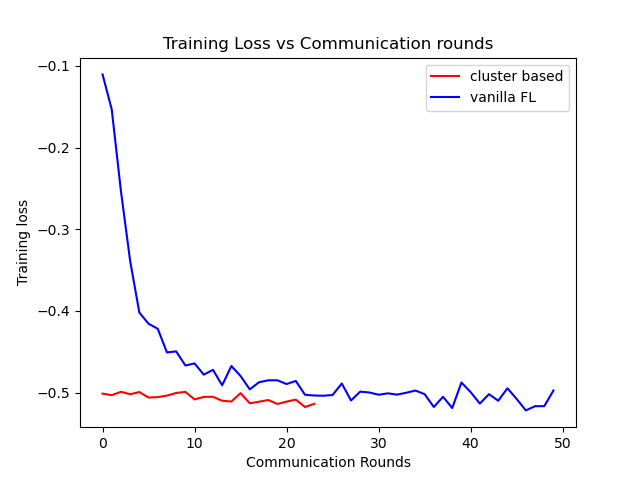 Training Loss vs Communication rounds
cluster based
vanilla FL
−0.1
−0.2
−0.3
−0.4
−0.5
Training loss
0
10
20
30
40
50
Communication Rounds